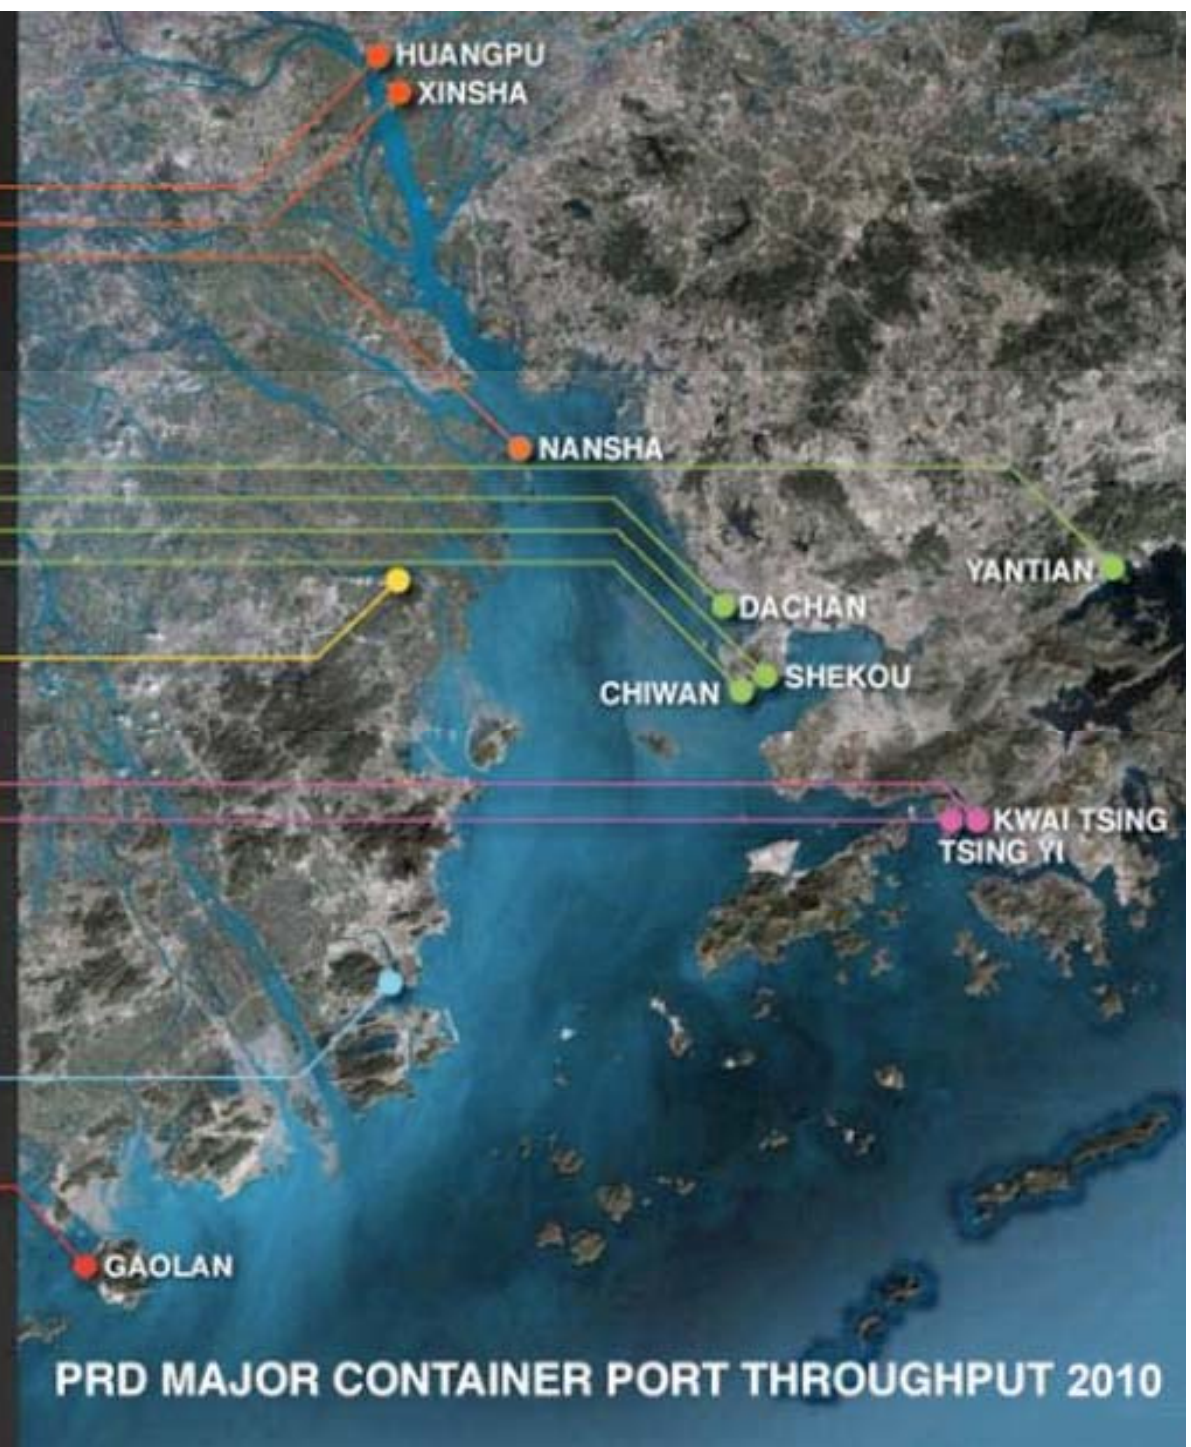 HUANGPU
XINSHA
NANSHA
YANTIAN
DACHAN
SHEKOU
CHIWAN
KWAI TSING
TSING YI
GAOLAN
PRD MAJOR CONTAINER PORT THROUGHPUT 2010